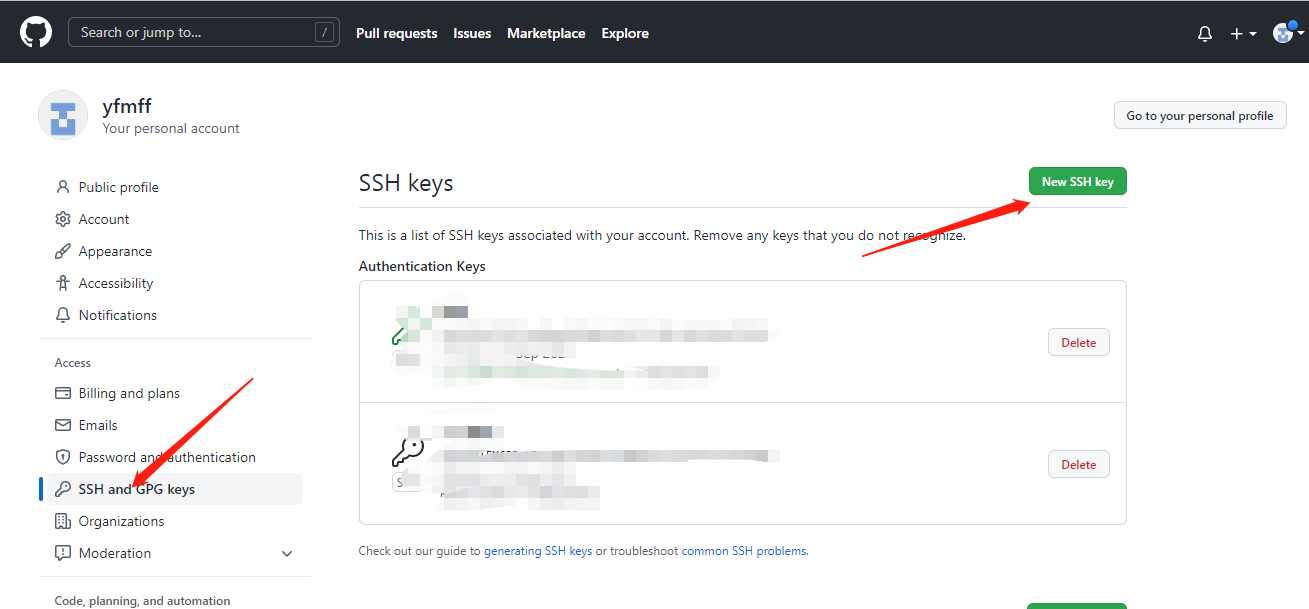 Search or jump to... /
Pull requests Issues Marketplace Explore
yfmff
Your personal account
Go to your personal profile
Public profile
Account
Appearance
Accessibility
Notifications
Access
Billing and plans
Emails
Password and authentication
SSH and GPG keys
Organizations
Moderation
Code, planning, and automation
SSH keys
New SSH key
This is a list of SSH keys associated with your account. Remove any keys that you do not recognize.
Authentication Keys
Delete
Delete
Check out our guide to generating SSH keys or troubleshoot common SSH problems.